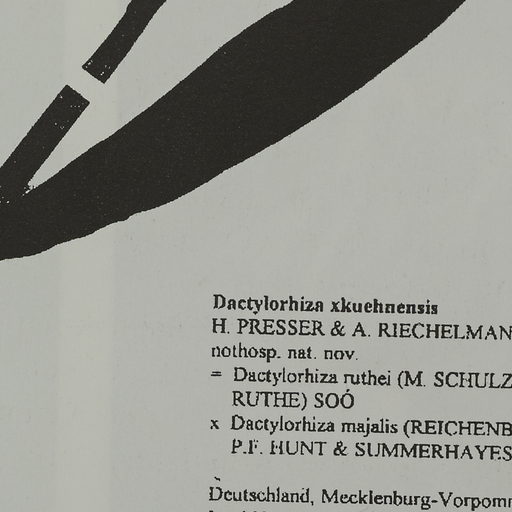 Dactylorhiza xkuehnensis
H. PRESSER & A. RIECHELMAN
nothosp. nat. nov.
= Dactylorhiza ruthei (M. SCHULZ
RUTHE) SOÓ
x Dactylorhiza majalis (REICHENB
P.F. HUNT & SUMMERHAYES
Deutschland, Mecklenburg-Vorpom